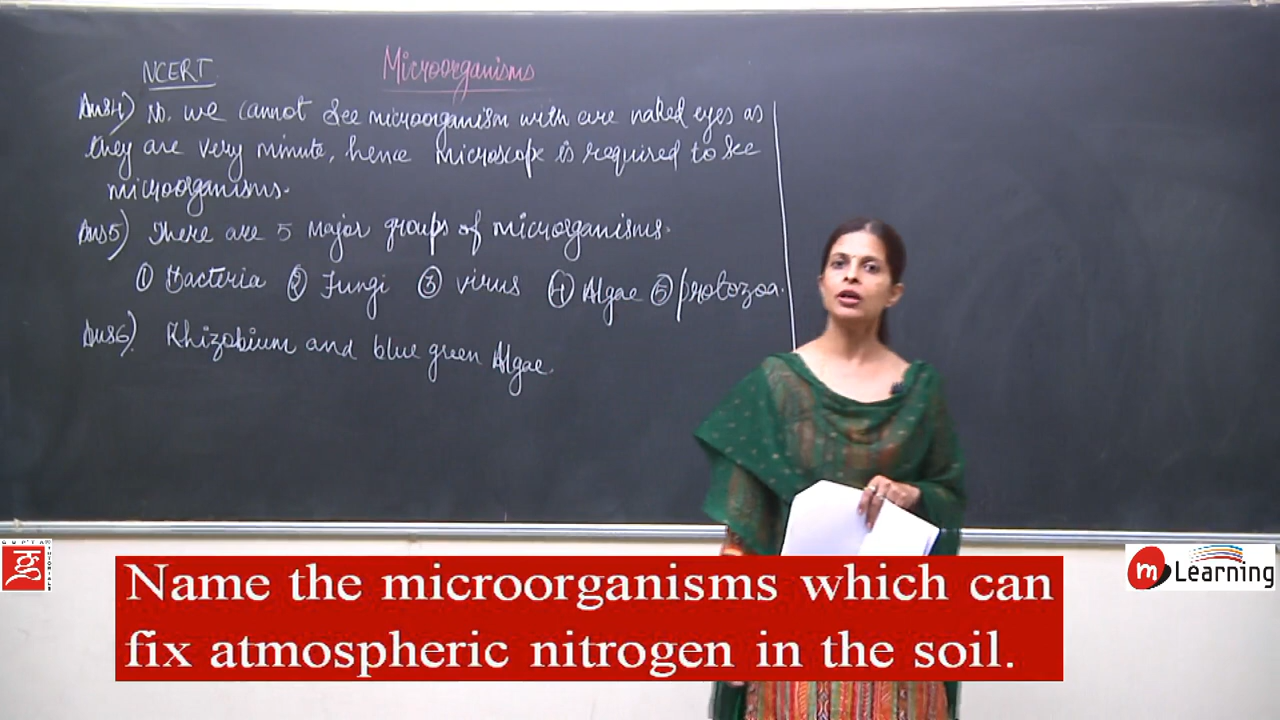 NCERT
Microorganisms
Ans4) No. we cannot see microorganism with are naked eyes as
they are very minute, hence microscope is required to see
microorganisms.
Ans5) There are 5 Major groups of microorganisms.
① Bacteria ② Fungi ③ virus ④ Algae ⑤ protozoa.
Ans6) Rhizobium and blue green Algae.
GUPTA
TUTORIALS
m Learning
Name the microorganisms which can
fix atmospheric nitrogen in the soil.